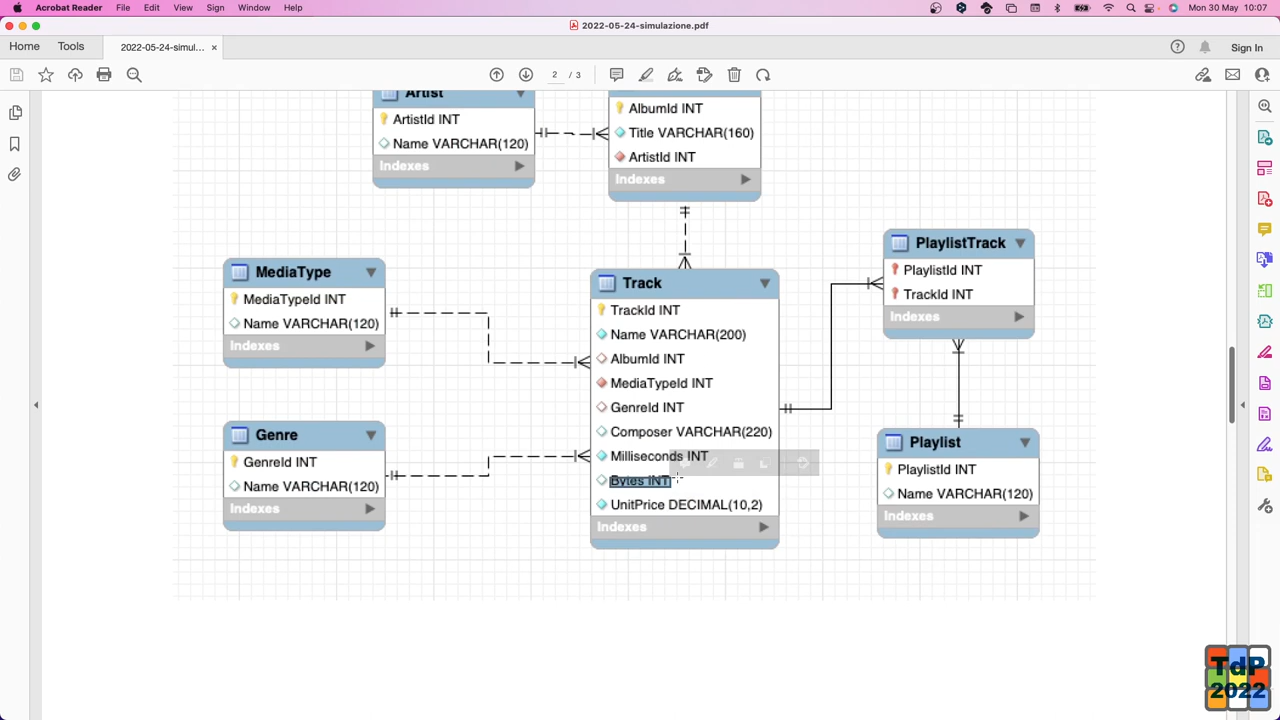 Acrobat Reader File Edit View Sign Window Help Mon 30 May 10:07
2022-05-24-simulazione.pdf
Home Tools 2022-05-24-simul... × Sign In
2 / 3
Artist
ArtistId INT
Name VARCHAR(120)
Indexes
AlbumId INT
Title VARCHAR(160)
ArtistId INT
Indexes
MediaType
MediaTypeId INT
Name VARCHAR(120)
Indexes
Track
TrackId INT
Name VARCHAR(200)
AlbumId INT
MediaTypeId INT
GenreId INT
Composer VARCHAR(220)
Milliseconds INT
Bytes INT
UnitPrice DECIMAL(10,2)
Indexes
PlaylistTrack
PlaylistId INT
TrackId INT
Indexes
Genre
GenreId INT
Name VARCHAR(120)
Indexes
Playlist
PlaylistId INT
Name VARCHAR(120)
Indexes
TdP
2022